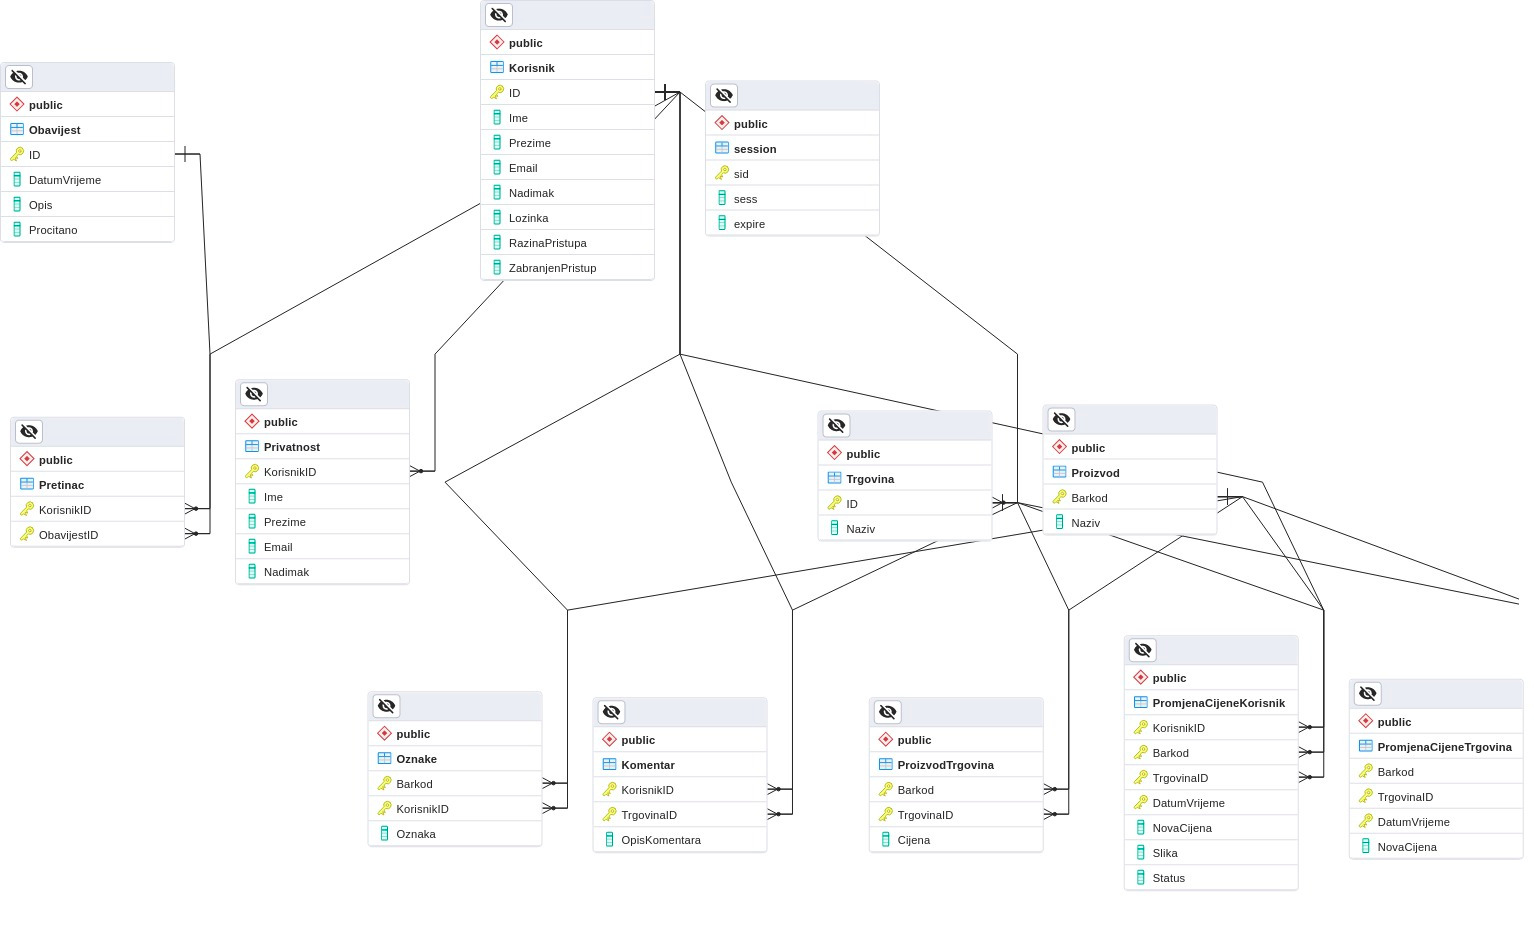 public
Korisnik
ID
Ime
Prezime
Email
Nadimak
Lozinka
RazinaPristupa
ZabranjenPristup
public
Obavijest
ID
DatumVrijeme
Opis
Procitano
public
session
sid
sess
expire
public
Pretinac
KorisnikID
ObavijestID
public
Privatnost
KorisnikID
Ime
Prezime
Email
Nadimak
public
Trgovina
ID
Naziv
public
Proizvod
Barkod
Naziv
public
Oznake
Barkod
KorisnikID
Oznaka
public
Komentar
KorisnikID
TrgovinaID
OpisKomentara
public
ProizvodTrgovina
Barkod
TrgovinaID
Cijena
public
PromjenaCijeneKorisnik
KorisnikID
Barkod
TrgovinaID
DatumVrijeme
NovaCijena
Slika
Status
public
PromjenaCijeneTrgovina
Barkod
TrgovinaID
DatumVrijeme
NovaCijena